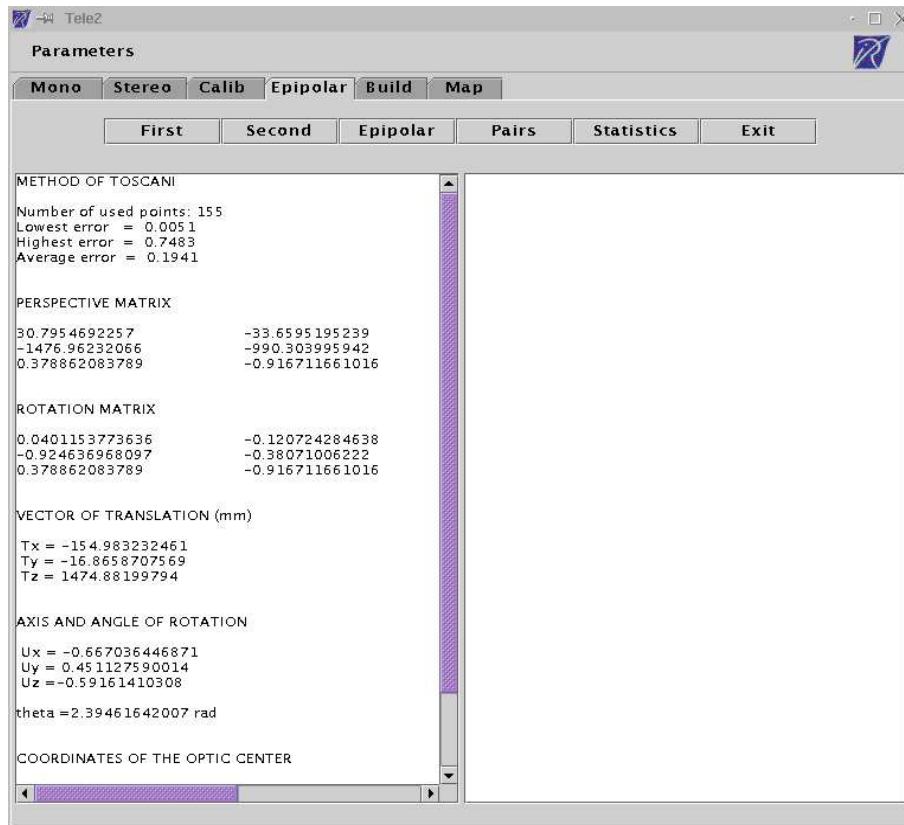 Tele2
Parameters
Mono Stereo Calib Epipolar Build Map
First Second Epipolar Pairs Statistics Exit
METHOD OF TOSCANI
Number of used points: 155
Lowest error = 0.0051
Highest error = 0.7483
Average error = 0.1941
PERSPECTIVE MATRIX
30.7954692257 -33.6595195239
-1476.96232066 -990.303995942
0.378862083789 -0.916711661016
ROTATION MATRIX
0.0401153773636 -0.120724284638
-0.924636968097 -0.38071006222
0.378862083789 -0.916711661016
VECTOR OF TRANSLATION (mm)
Tx = -154.983232461
Ty = -16.8658707569
Tz = 1474.88199794
AXIS AND ANGLE OF ROTATION
Ux = -0.667036446871
Uy = 0.451127590014
Uz =-0.59161410308
theta =2.39461642007 rad
COORDINATES OF THE OPTIC CENTER